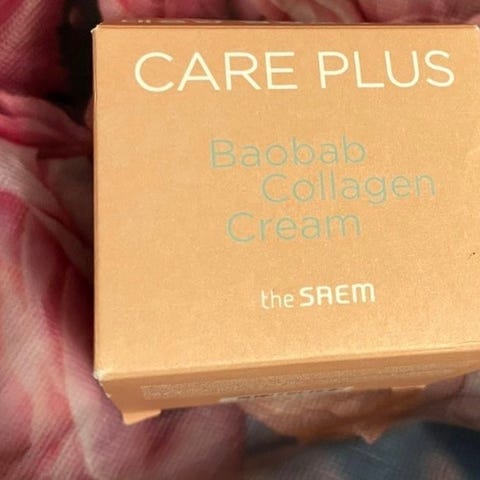 CARE PLUS
Baobab
Collagen
Cream
the SAEM